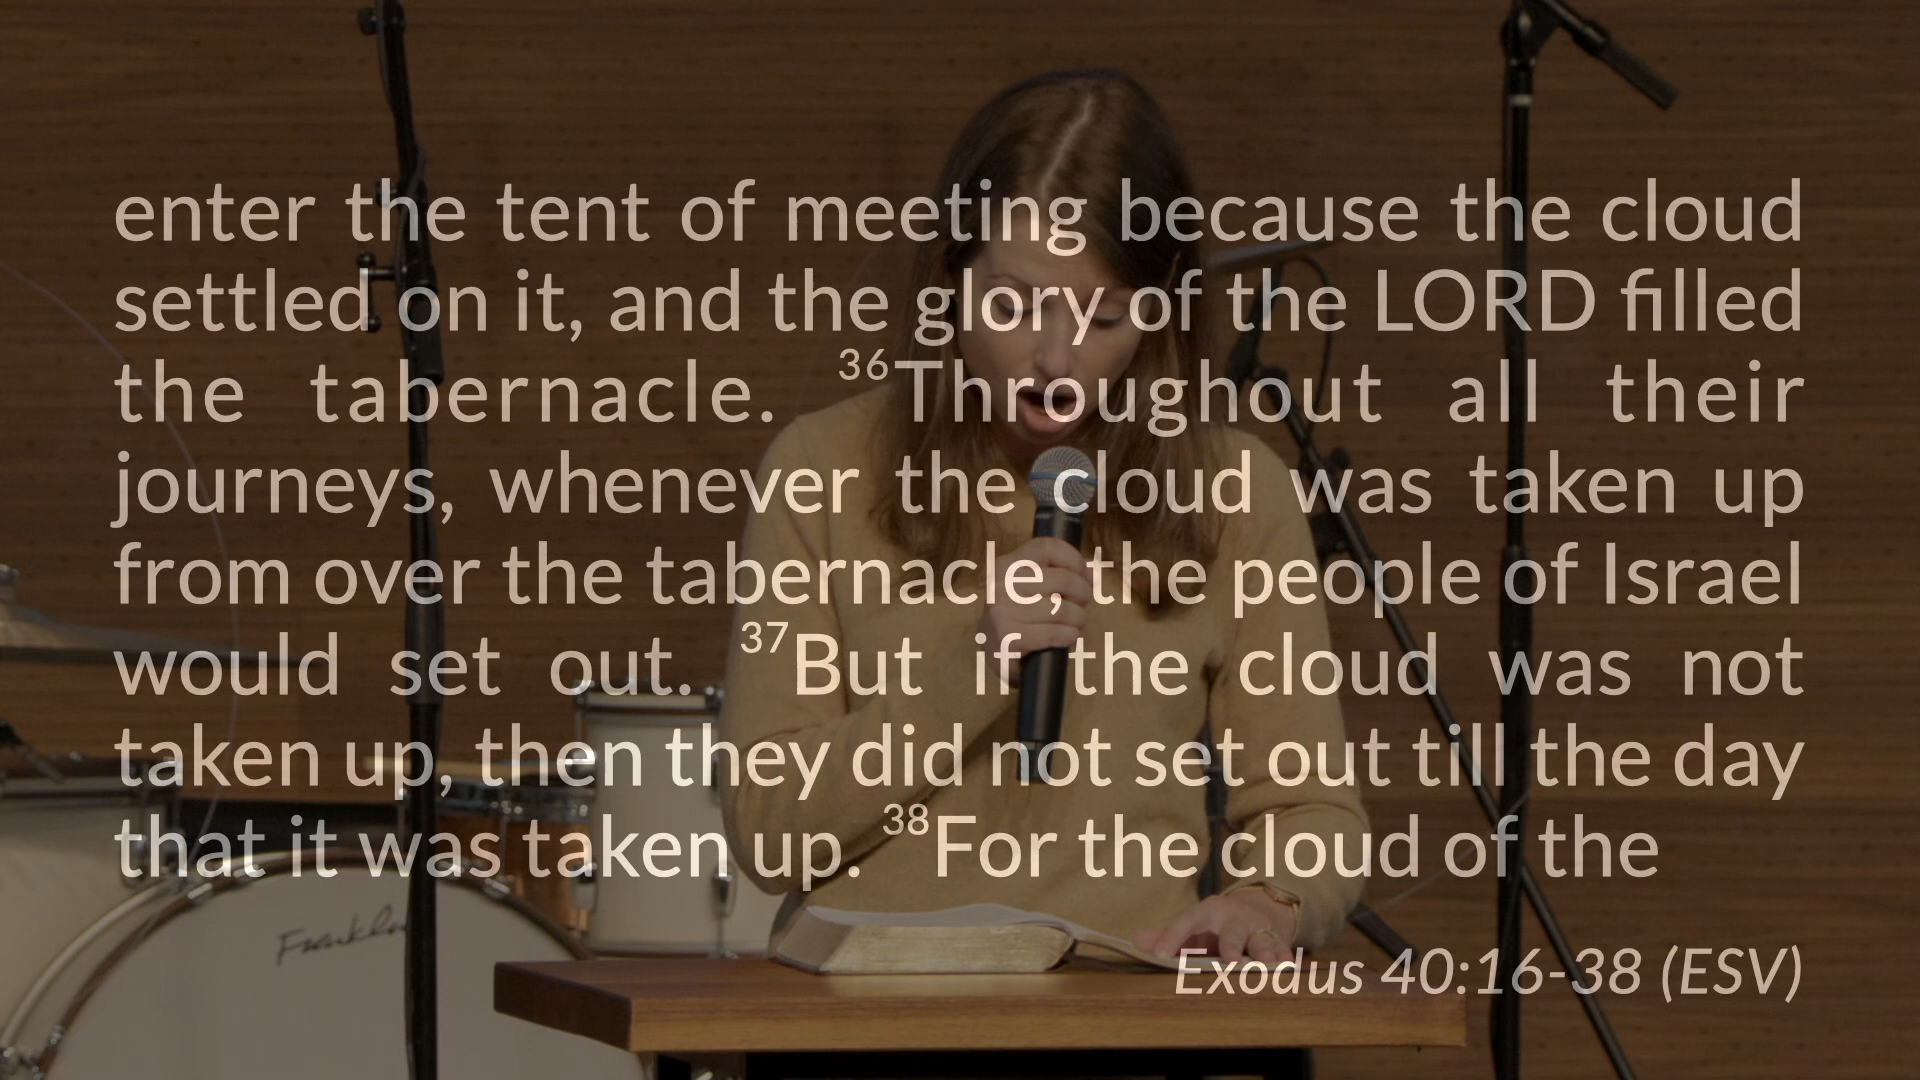 enter the tent of meeting because the cloud
settled on it, and the glory of the LORD filled
the tabernacle. 36Throughout all their
journeys, whenever the cloud was taken up
from over the tabernacle, the people of Israel
would set out. 37But if the cloud was not
taken up, then they did not set out till the day
that it was taken up. 38For the cloud of the
Exodus 40:16-38 (ESV)